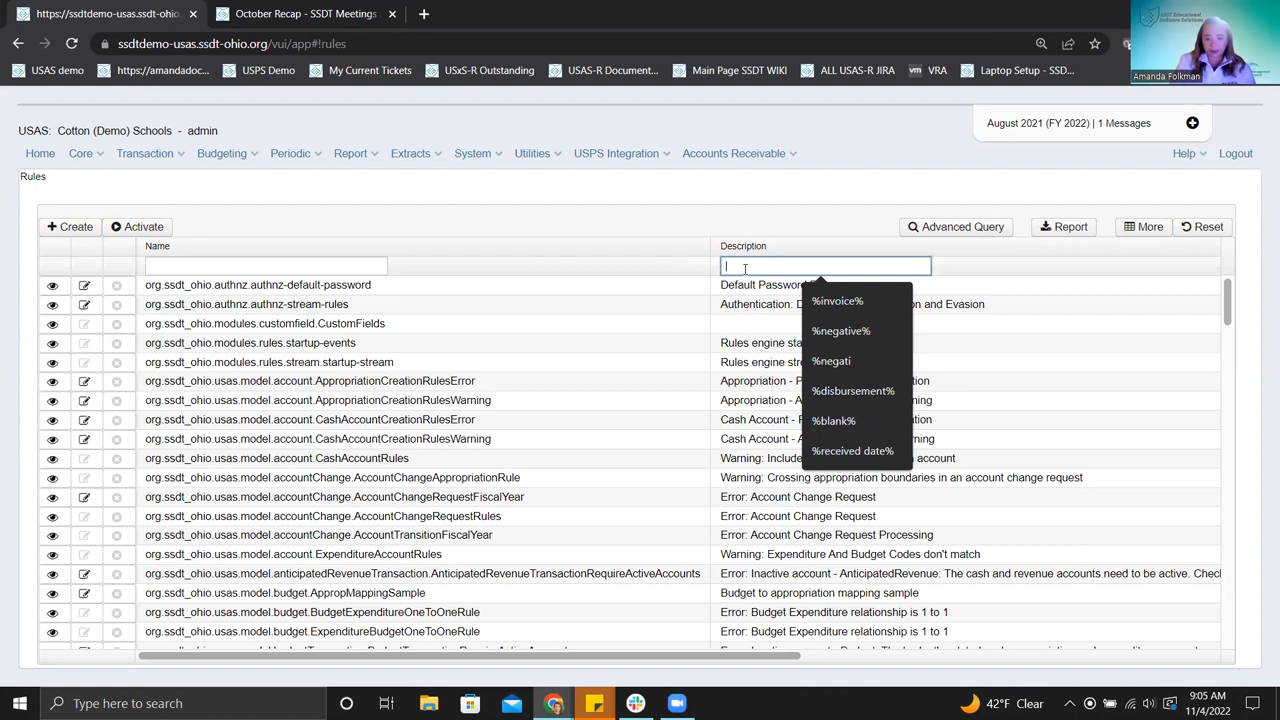 https://ssdtdemo-usas.ssdt-ohio.
October Recap - SSDT Meetings
ssdtdemo-usas.ssdt-ohio.org/vui/app#!rules
USAS demo
https://amandadoc...
USPS Demo
My Current Tickets
USxS-R Outstanding
USAS-R Document...
Main Page SSDT WIKI
ALL USAS-R JIRA
vm VRA
Laptop Setup - SSD...
Amanda Folkman
USAS: Cotton (Demo) Schools - admin
August 2021 (FY 2022) | 1 Messages
Home Core Transaction Budgeting Periodic Report Extracts System Utilities USPS Integration Accounts Receivable Help Logout
Rules
Create Activate Advanced Query Report More Reset
Name Description
org.ssdt_ohio.authnz.authnz-default-password Default Password
org.ssdt_ohio.authnz.authnz-stream-rules Authentication: D on and Evasion
org.ssdt_ohio.modules.customfield.CustomFields
org.ssdt_ohio.modules.rules.startup-events Rules engine sta
org.ssdt_ohio.modules.rules.stream.startup-stream Rules engine stre
org.ssdt_ohio.usas.model.account.AppropriationCreationRulesError Appropriation - P ation
org.ssdt_ohio.usas.model.account.AppropriationCreationRulesWarning Appropriation - A rning
org.ssdt_ohio.usas.model.account.CashAccountCreationRulesError Cash Account - F ation
org.ssdt_ohio.usas.model.account.CashAccountCreationRulesWarning Cash Account - A rning
org.ssdt_ohio.usas.model.account.CashAccountRules Warning: Include n account
org.ssdt_ohio.usas.model.accountChange.AccountChangeAppropriationRule Warning: Crossing appropriation boundaries in an account change request
org.ssdt_ohio.usas.model.accountChange.AccountChangeRequestFiscalYear Error: Account Change Request
org.ssdt_ohio.usas.model.accountChange.AccountChangeRequestRules Error: Account Change Request
org.ssdt_ohio.usas.model.accountChange.AccountTransitionFiscalYear Error: Account Change Request Processing
org.ssdt_ohio.usas.model.account.ExpenditureAccountRules Warning: Expenditure And Budget Codes don't match
org.ssdt_ohio.usas.model.anticipatedRevenueTransaction.AnticipatedRevenueTransactionRequireActiveAccounts Error: Inactive account - AnticipatedRevenue: The cash and revenue accounts need to be active. Chec
org.ssdt_ohio.usas.model.budget.AppropMappingSample Budget to appropriation mapping sample
org.ssdt_ohio.usas.model.budget.BudgetExpenditureOneToOneRule Error: Budget Expenditure relationship is 1 to 1
org.ssdt_ohio.usas.model.budget.ExpenditureBudgetOneToOneRule Error: Budget Expenditure relationship is 1 to 1
%invoice%
%negative%
%negati
%disbursement%
%blank%
%received date%
Type here to search
42°F Clear
9:05 AM
11/4/2022